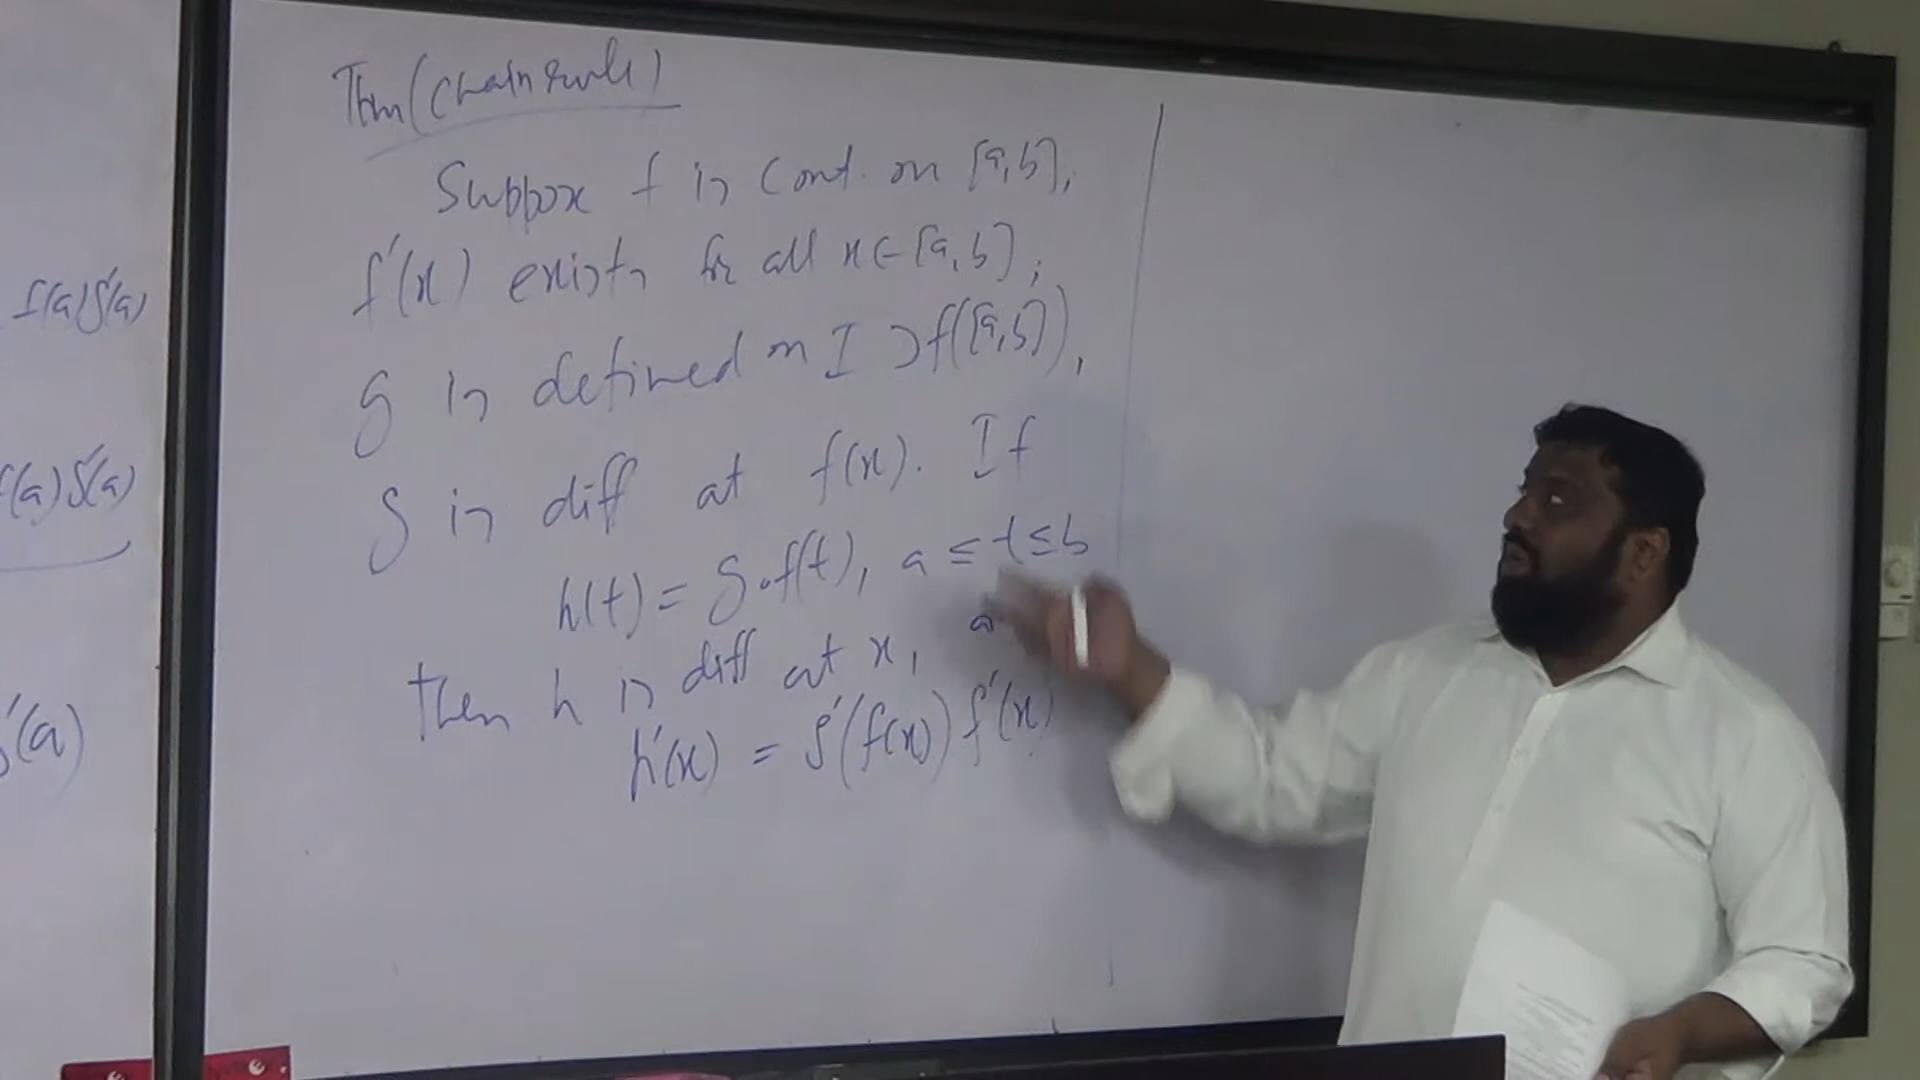 f(a)g'(a)
f(a)g'(a)
g'(a)
Thm (Chain rule)
Suppose f is cont. on [a,b],
f'(x) exists for all x ∈ [a,b];
g is defined on I ⊃ f([a,b]),
g is diff at f(x). If
h(t) = g∘f(t), a ≤ t ≤ b
then h is diff at x, a
h'(x) = g'(f(x)) f'(x)